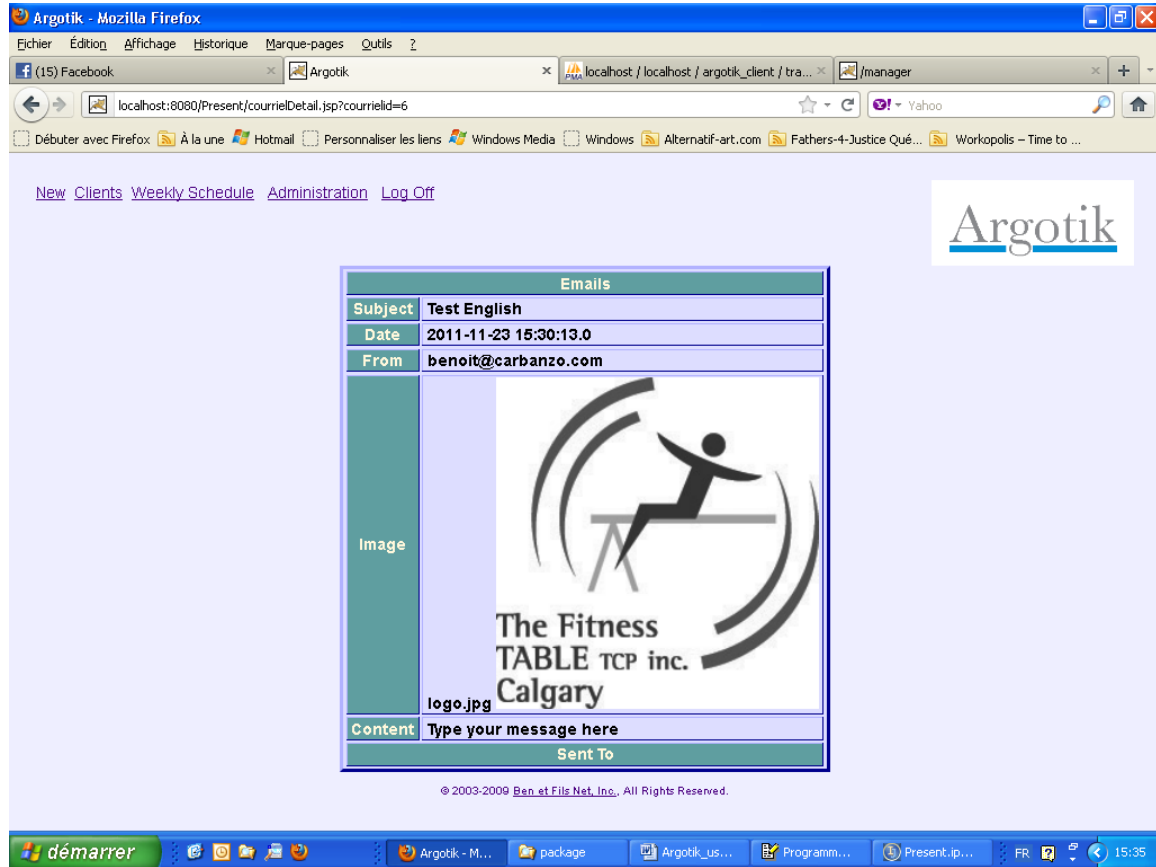 Argotik - Mozilla Firefox
Fichier Édition Affichage Historique Marque-pages Outils ?
(15) Facebook
Argotik
localhost / localhost / argotik_client / tra...
/manager
localhost:8080/Present/courrielDetail.jsp?courrielid=6
Yahoo
Débuter avec Firefox À la une Hotmail Personnaliser les liens Windows Media Windows Alternatif-art.com Fathers-4-Justice Qué... Workopolis – Time to ...
New Clients Weekly Schedule Administration Log Off
Argotik
Emails
Subject Test English
Date 2011-11-23 15:30:13.0
From benoit@carbanzo.com
Image
The Fitness
TABLE TCP inc.
Calgary
logo.jpg
Content Type your message here
Sent To
© 2003-2009 Ben et Fils Net, Inc., All Rights Reserved.
démarrer Argotik - M... package Argotik_us... Programm... Present.ip... FR 15:35